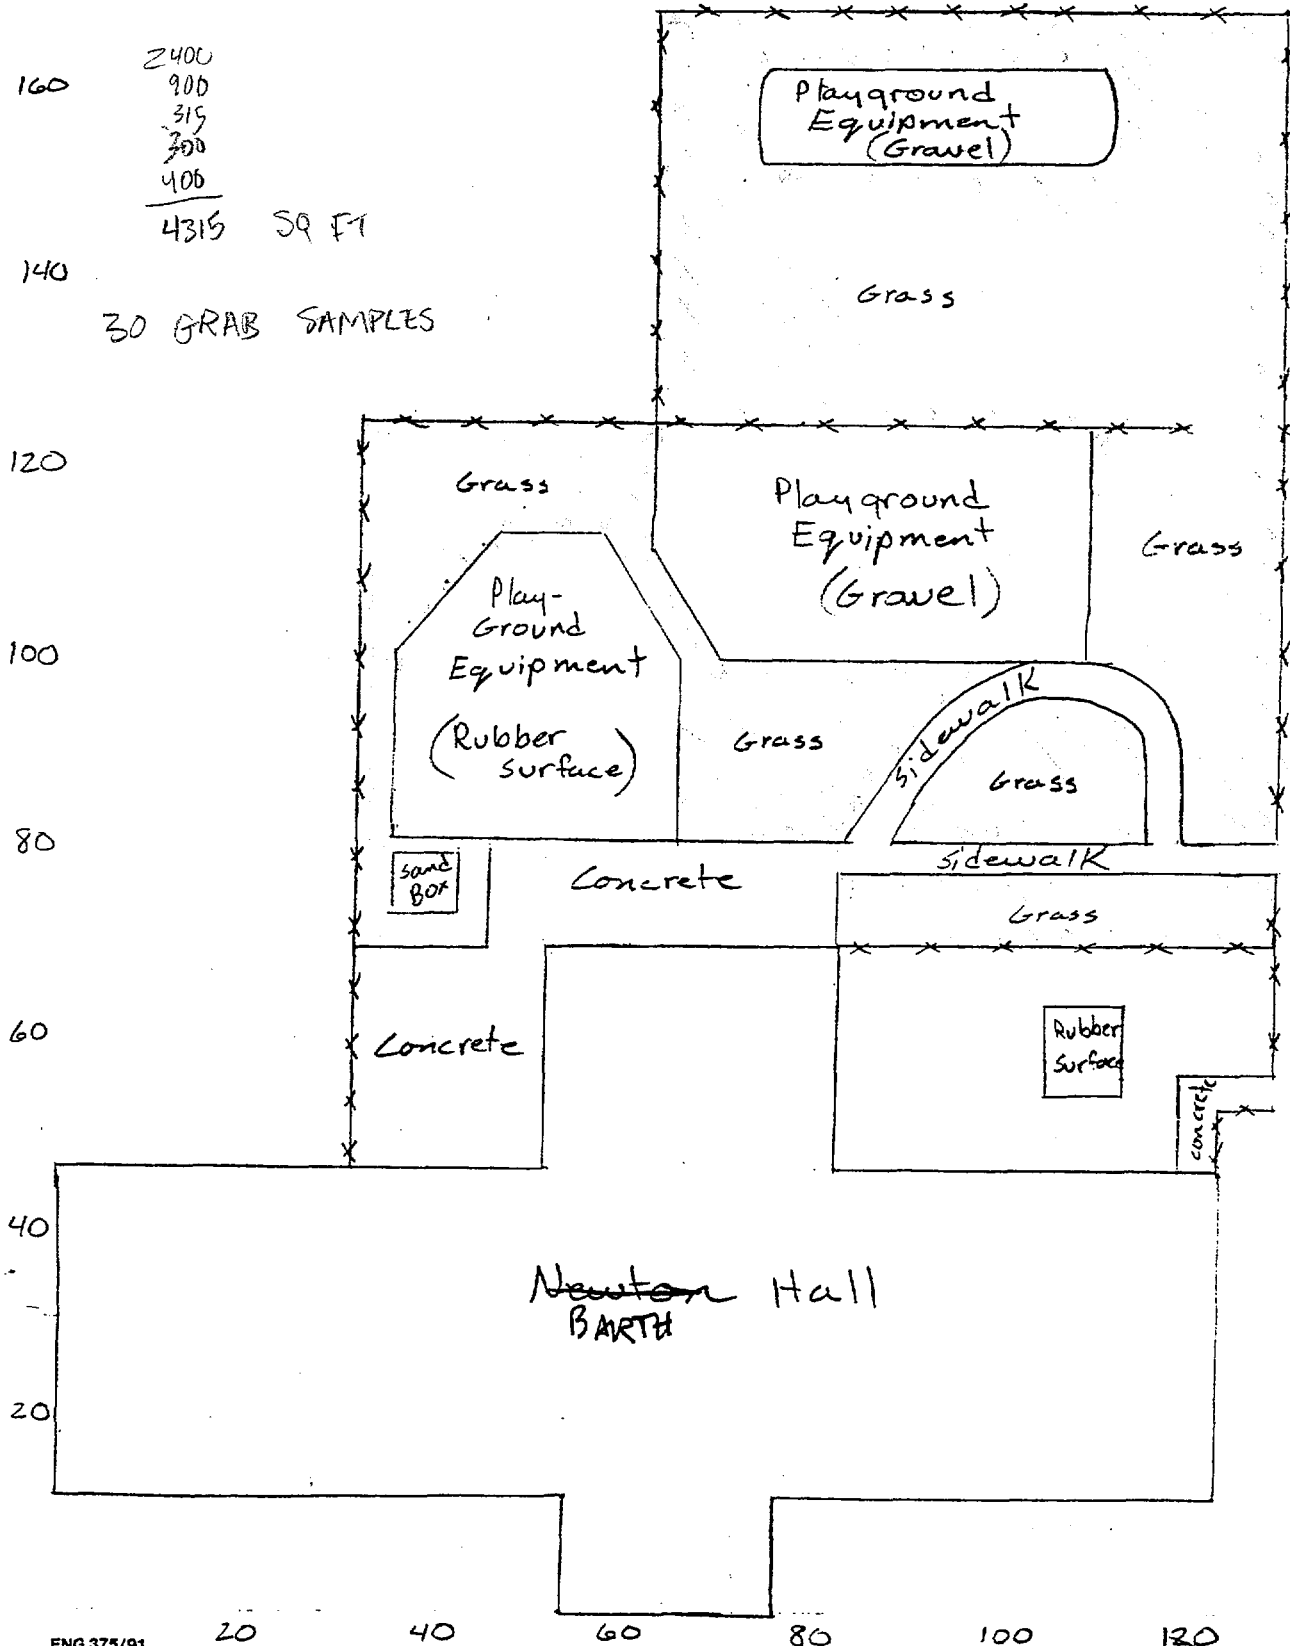 2400
160
900
315
300
400
4315 SQ FT
140
30 GRAB SAMPLES
Playground
Equipment
(Gravel)
Grass
120
Grass
Playground
Equipment
(Gravel)
Grass
Play-
Ground
Equipment
(Rubber
Surface)
100
Sidewalk
Grass
Grass
80
Sand
Box
Concrete
Sidewalk
Grass
60
Concrete
Rubber
Surface
concrete
40
Newton Hall
BARTH
20
20 40 60 80 100 120
ENG 375/91